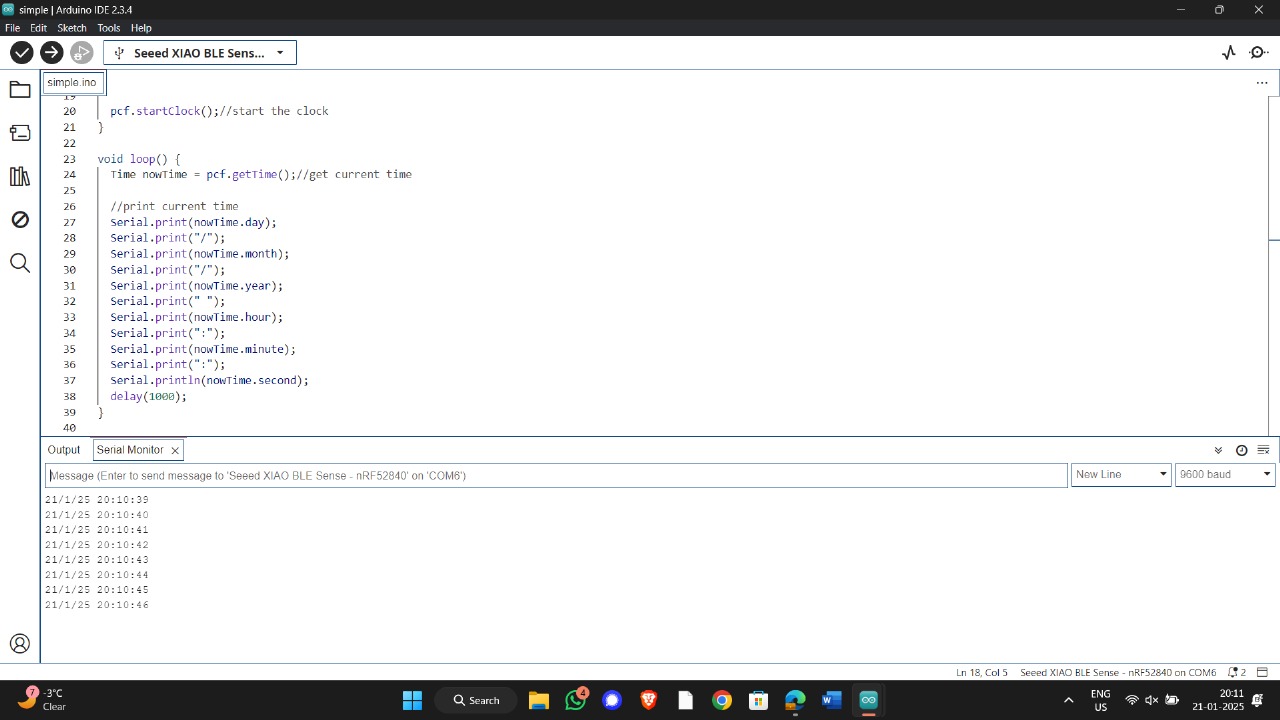 simple | Arduino IDE 2.3.4
File Edit Sketch Tools Help
Seeed XIAO BLE Sens...
simple.ino
19
20 pcf.startClock();//start the clock
21 }
22
23 void loop() {
24 Time nowTime = pcf.getTime();//get current time
25
26 //print current time
27 Serial.print(nowTime.day);
28 Serial.print("/");
29 Serial.print(nowTime.month);
30 Serial.print("/");
31 Serial.print(nowTime.year);
32 Serial.print(" ");
33 Serial.print(nowTime.hour);
34 Serial.print(":");
35 Serial.print(nowTime.minute);
36 Serial.print(":");
37 Serial.println(nowTime.second);
38 delay(1000);
39 }
40
Output Serial Monitor
Message (Enter to send message to 'Seeed XIAO BLE Sense - nRF52840' on 'COM6')
New Line 9600 baud
21/1/25 20:10:39
21/1/25 20:10:40
21/1/25 20:10:41
21/1/25 20:10:42
21/1/25 20:10:43
21/1/25 20:10:44
21/1/25 20:10:45
21/1/25 20:10:46
Ln 18, Col 5 Seeed XIAO BLE Sense - nRF52840 on COM6 2
7 -3°C
Clear
Search
4
ENG
US
20:11
21-01-2025